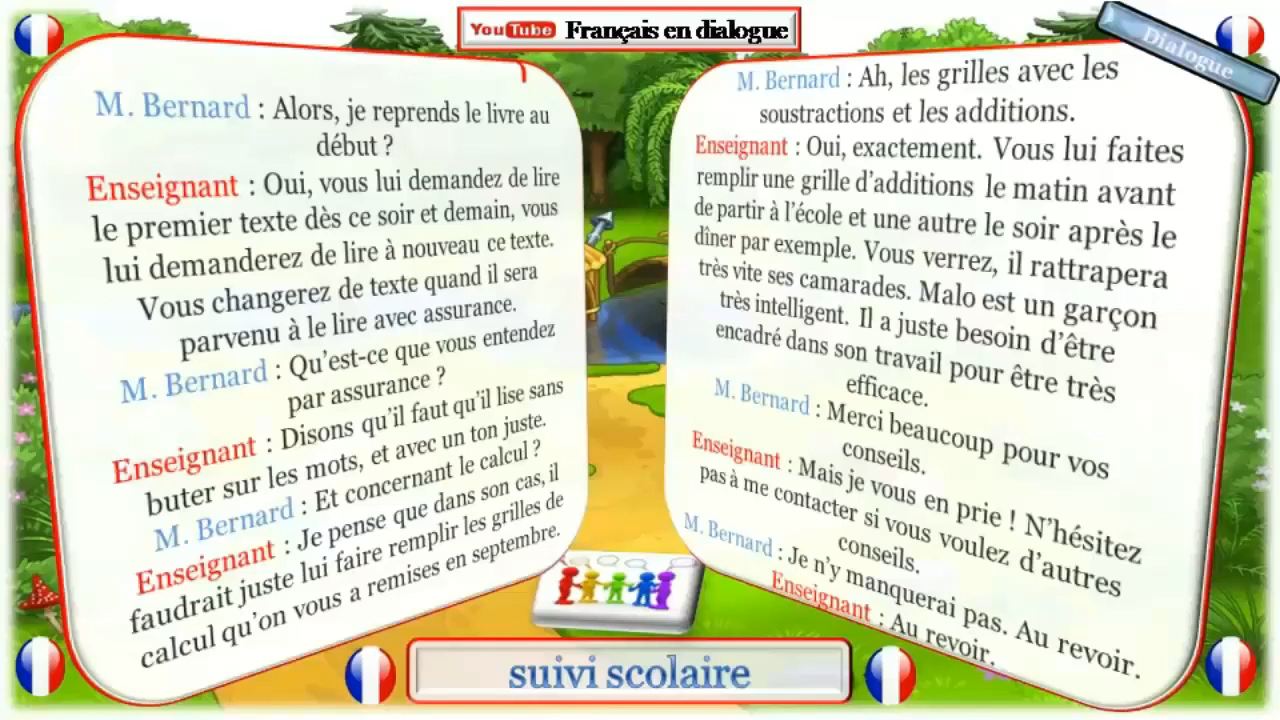 YouTube Français en dialogue
Dialogue
M. Bernard : Alors, je reprends le livre au
début ?
Enseignant : Oui, vous lui demandez de lire
le premier texte dès ce soir et demain, vous
lui demanderez de lire à nouveau ce texte.
Vous changerez de texte quand il sera
parvenu à le lire avec assurance.
M. Bernard : Qu'est-ce que vous entendez
par assurance ?
Enseignant : Disons qu'il faut qu'il lise sans
buter sur les mots, et avec un ton juste.
M. Bernard : Et concernant le calcul ?
Enseignant : Je pense que dans son cas, il
faudrait juste lui faire remplir les grilles de
calcul qu'on vous a remises en septembre.
M. Bernard : Ah, les grilles avec les
soustractions et les additions.
Enseignant : Oui, exactement. Vous lui faites
remplir une grille d'additions le matin avant
de partir à l'école et une autre le soir après le
dîner par exemple. Vous verrez, il rattrapera
très vite ses camarades. Malo est un garçon
très intelligent. Il a juste besoin d'être
encadré dans son travail pour être très
efficace.
M. Bernard : Merci beaucoup pour vos
conseils.
Enseignant : Mais je vous en prie ! N'hésitez
pas à me contacter si vous voulez d'autres
conseils.
M. Bernard : Je n'y manquerai pas. Au revoir.
Enseignant : Au revoir.
suivi scolaire